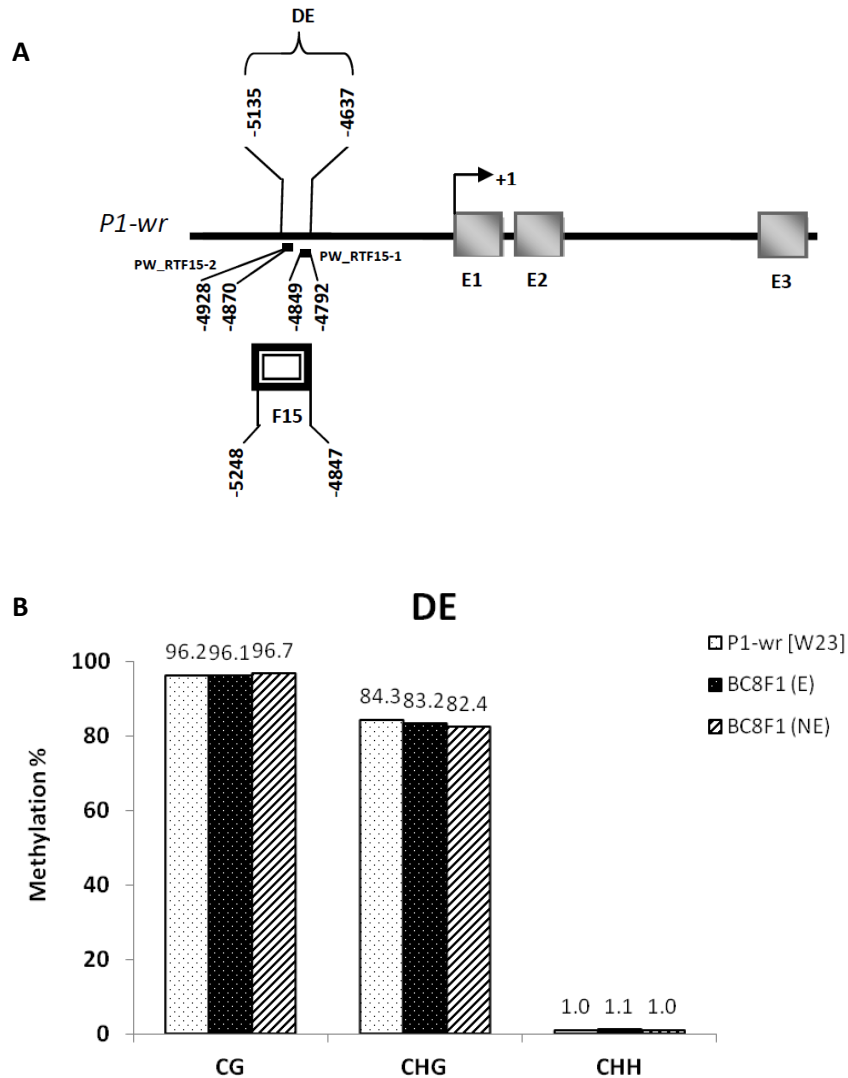 A
DE
-5135
-4637
+1
P1-wr
PW_RTF15-2
PW_RTF15-1
E1
E2
E3
-4928
-4870
-4849
-4792
F15
-5248
-4847
B
DE
P1-wr [W23]
BC8F1 (E)
BC8F1 (NE)
Methylation %
100
80
60
40
20
0
96.2 96.1 96.7
84.3 83.2 82.4
1.0 1.1 1.0
CG CHG CHH